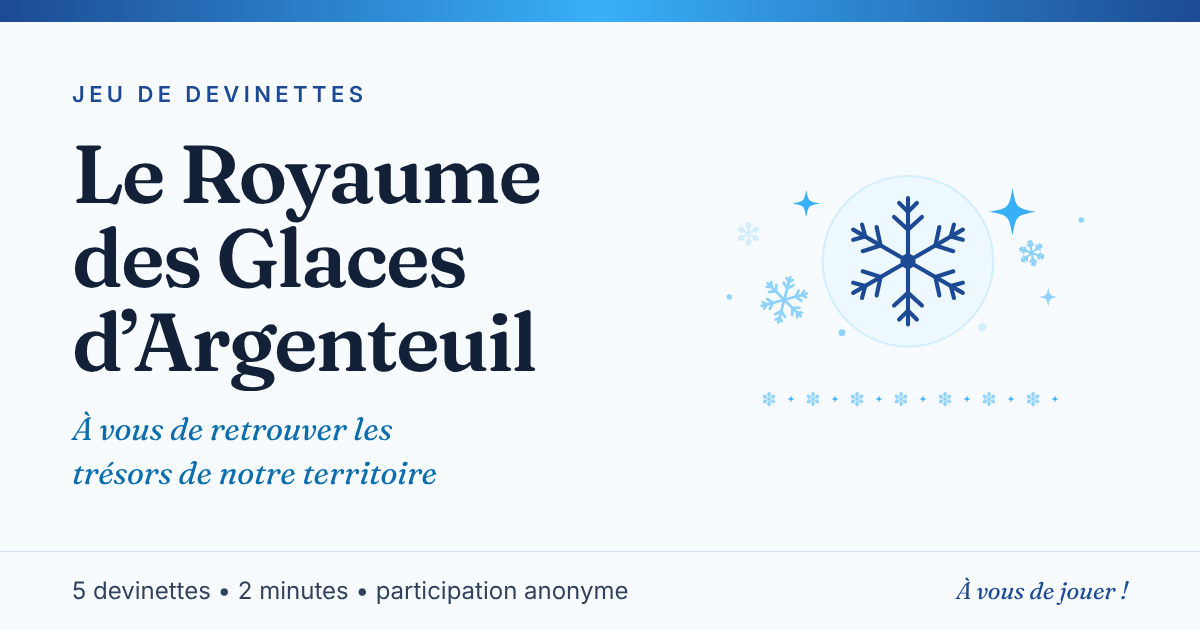 JEU DE DEVINETTES
Le Royaume
des Glaces
d’Argenteuil
À vous de retrouver les
trésors de notre territoire
5 devinettes • 2 minutes • participation anonyme
À vous de jouer !